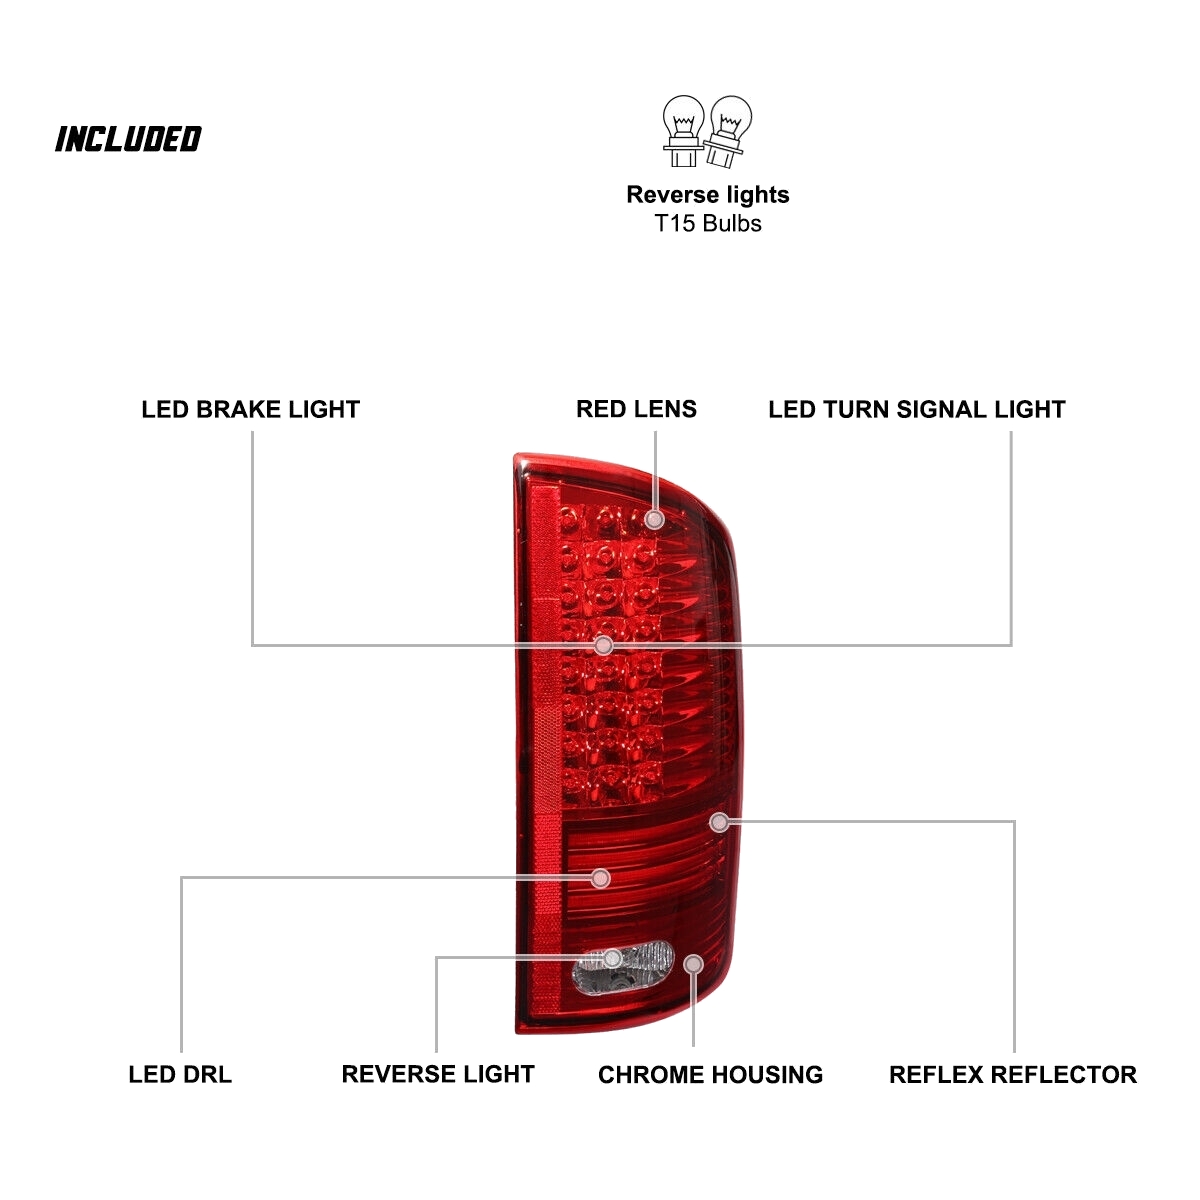 INCLUDED
Reverse lights
T15 Bulbs
LED BRAKE LIGHT
RED LENS
LED TURN SIGNAL LIGHT
LED DRL
REVERSE LIGHT
CHROME HOUSING
REFLEX REFLECTOR